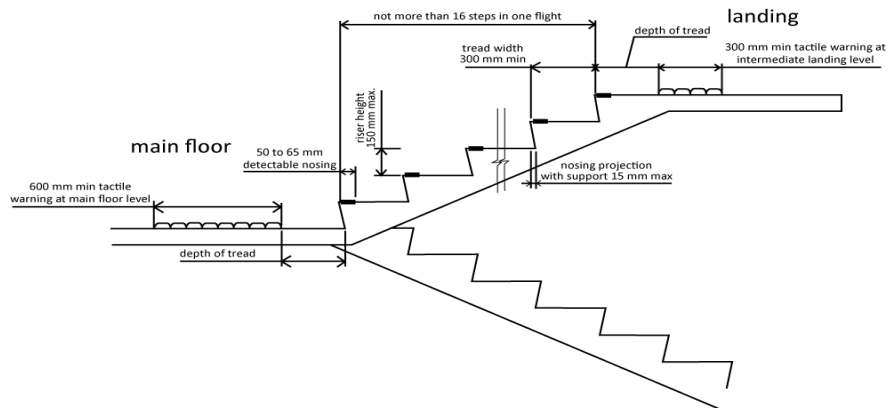 not more than 16 steps in one flight
landing
depth of tread
tread width
300 mm min
300 mm min tactile warning at
intermediate landing level
riser height
150 mm max.
main floor
50 to 65 mm
detectable nosing
nosing projection
with support 15 mm max
600 mm min tactile
warning at main floor level
depth of tread